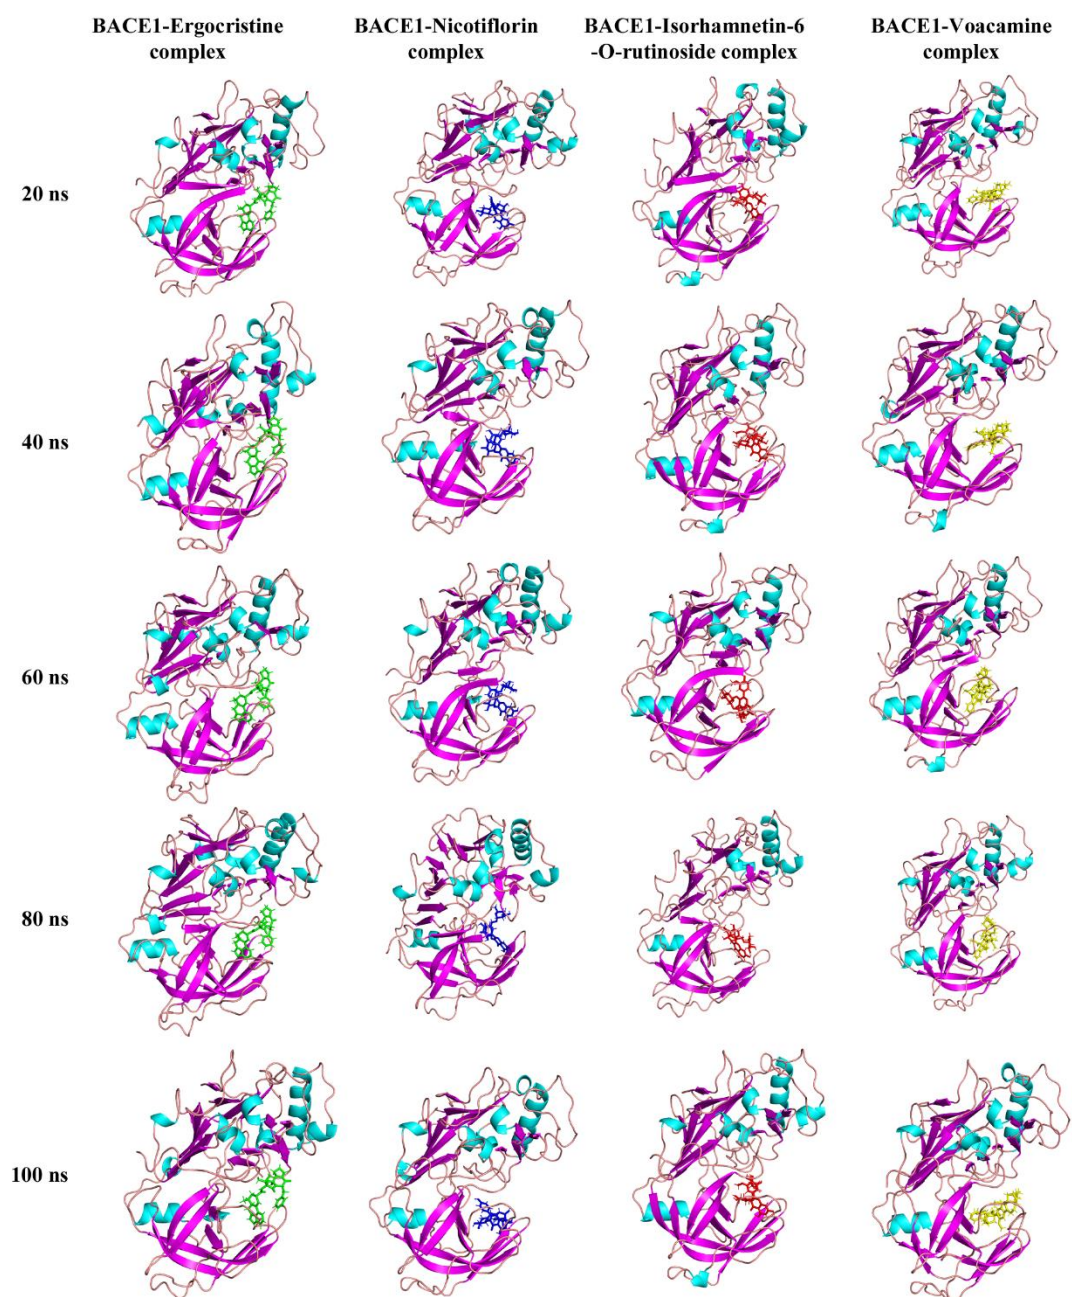 BACE1-Ergocristine
complex
BACE1-Nicotiflorin
complex
BACE1-Isorhamnetin-6
-O-rutinoside complex
BACE1-Voacamine
complex
20 ns
40 ns
60 ns
80 ns
100 ns